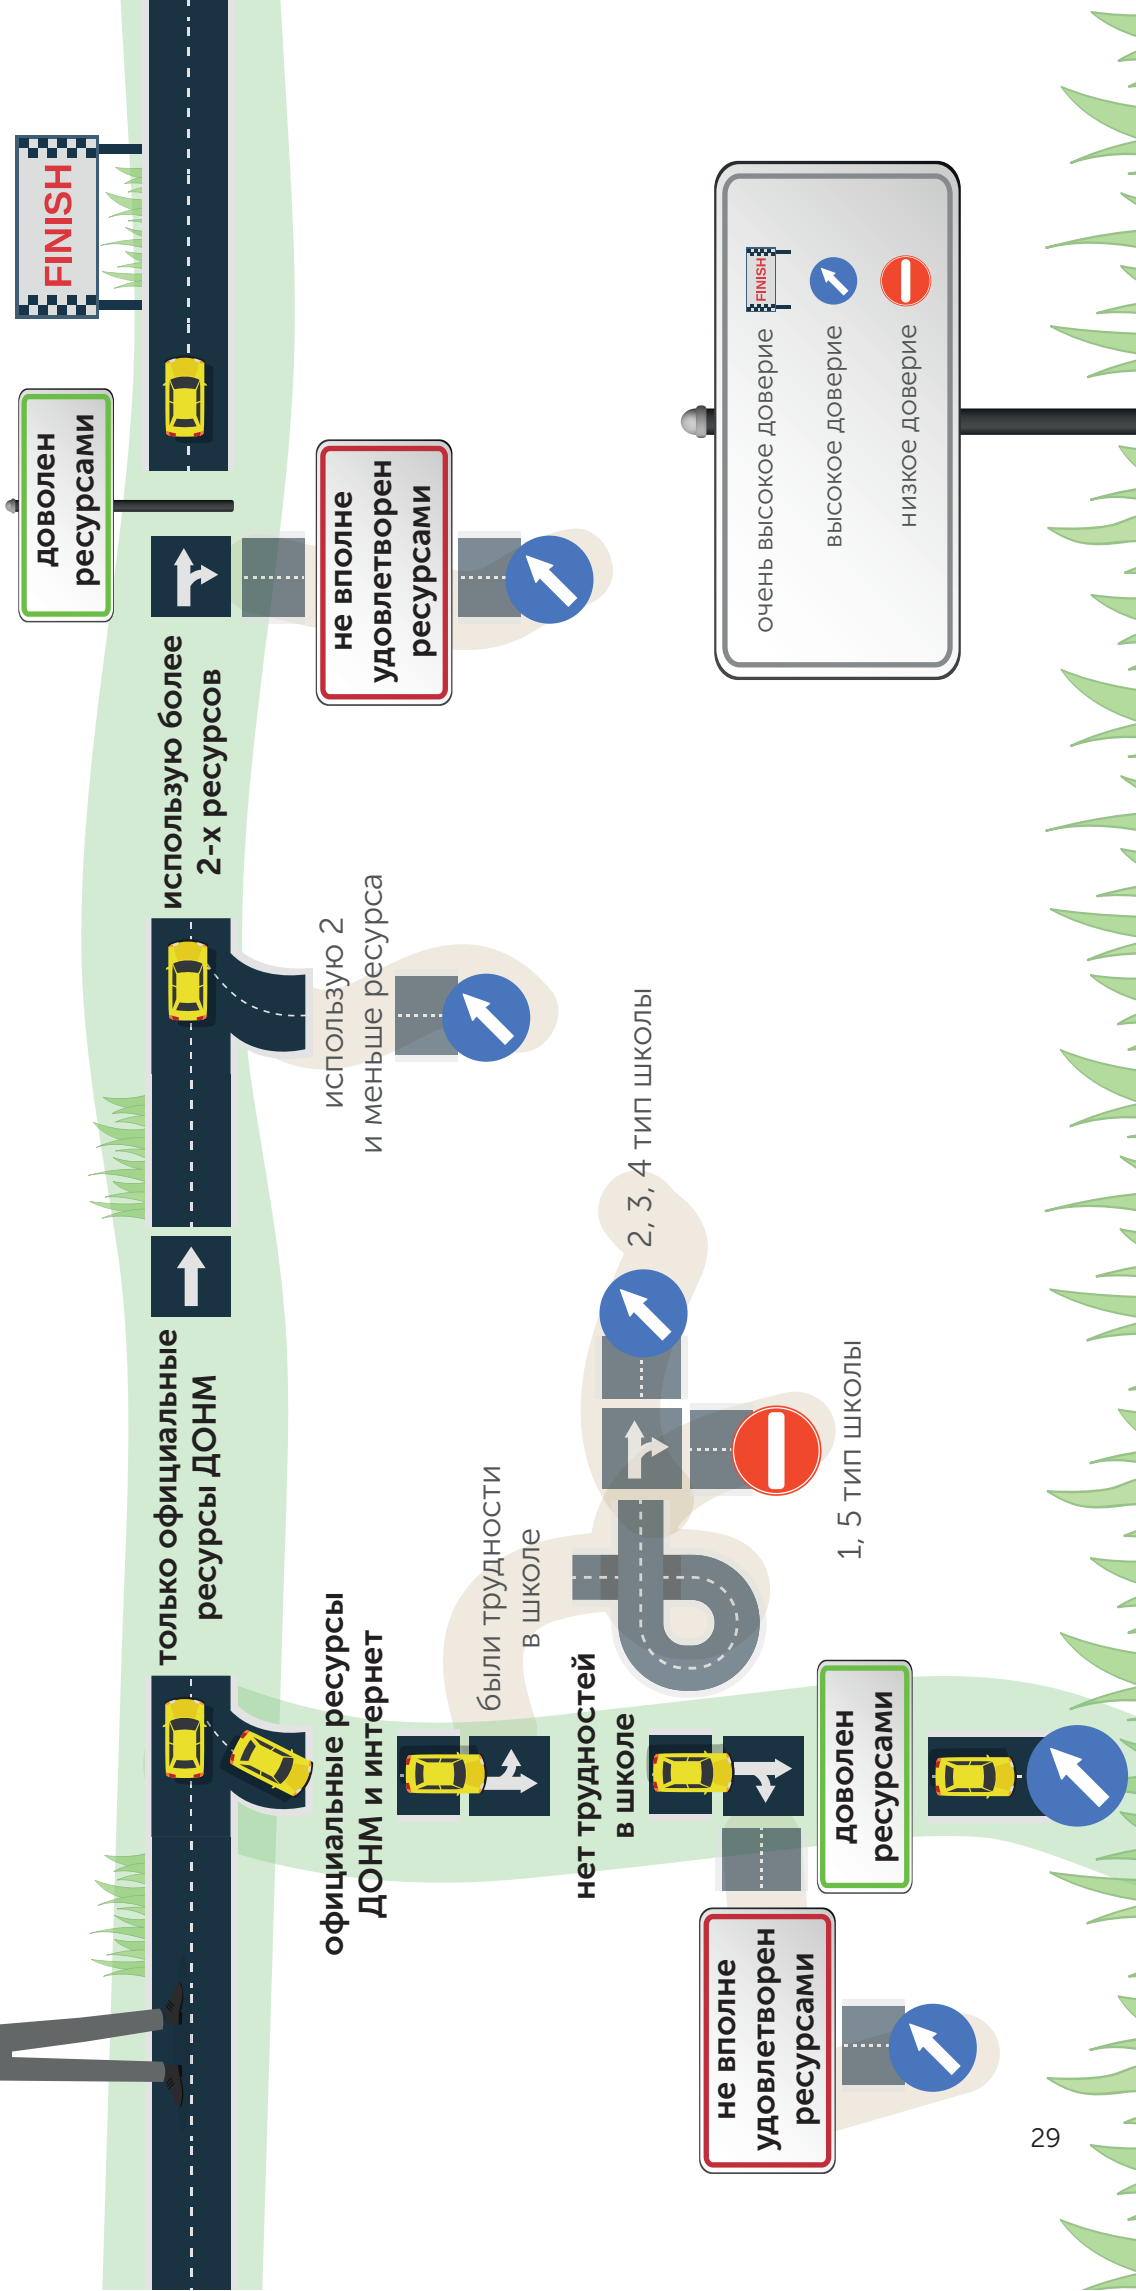 только официальные
ресурсы ДОНМ
использую более
2-х ресурсов
доволен
ресурсами
FINISH
официальные ресурсы
ДОНМ и интернет
использую 2
и меньше ресурса
не вполне
удовлетворен
ресурсами
были трудности
в школе
нет трудностей
в школе
2, 3, 4 тип школы
1, 5 тип школы
не вполне
удовлетворен
ресурсами
доволен
ресурсами
очень высокое доверие
FINISH
высокое доверие
низкое доверие
29